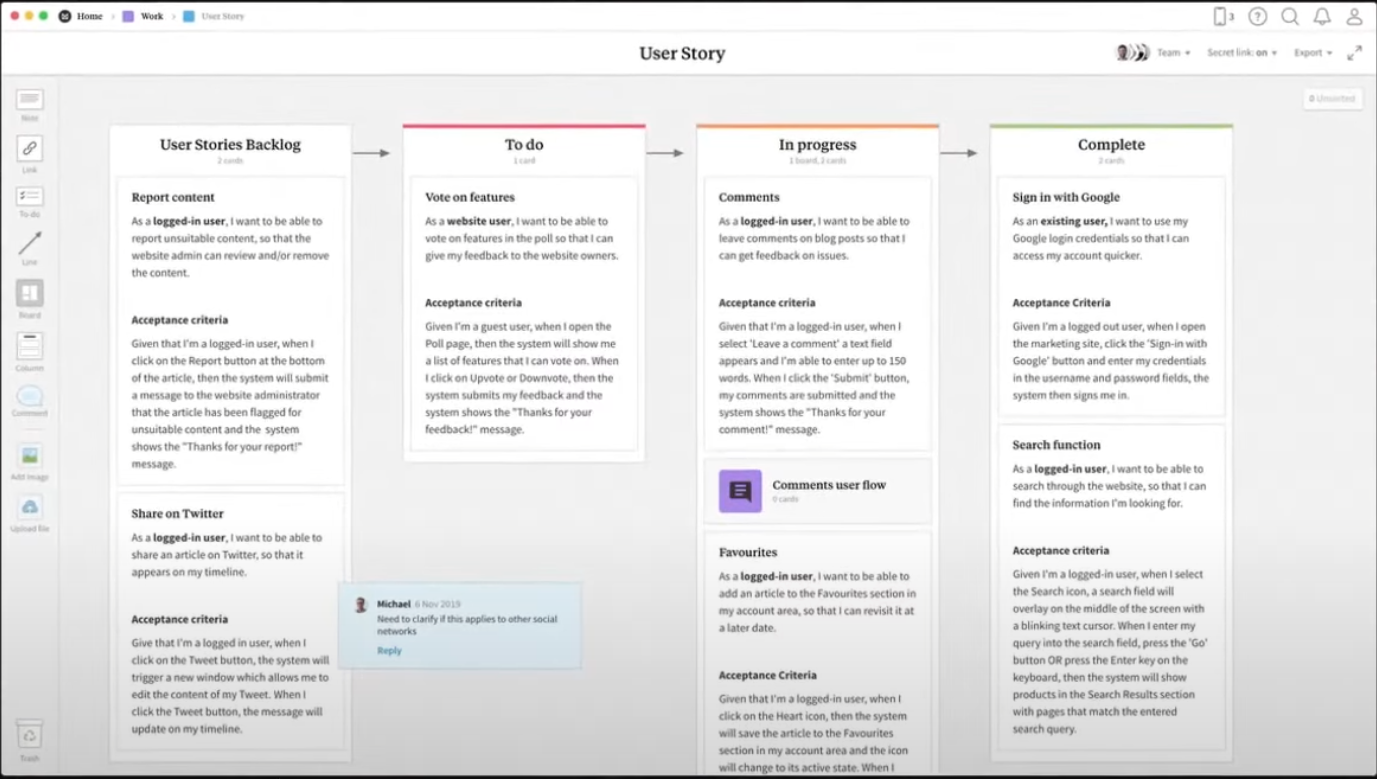 Home
Work
User Story
3
User Story
Team
Secret link: on
Export
0 Unsorted
Note
Link
To-do
Line
Board
Column
Comment
Add image
Upload file
Trash
User Stories Backlog
2 cards
Report content
As a logged-in user, I want to be able to
report unsuitable content, so that the
website admin can review and/or remove
the content.
Acceptance criteria
Given that I'm a logged-in user, when I
click on the Report button at the bottom
of the article, then the system will submit
a message to the website administrator
that the article has been flagged for
unsuitable content and the system
shows the "Thanks for your report!"
message.
Share on Twitter
As a logged-in user, I want to be able to
share an article on Twitter, so that it
appears on my timeline.
Acceptance criteria
Give that I'm a logged in user, when I
click on the Tweet button, the system will
trigger a new window which allows me to
edit the content of my Tweet. When I
click the Tweet button, the message will
update on my timeline.
Michael 6 Nov 2019
Need to clarify if this applies to other social
networks
Reply
To do
1 card
Vote on features
As a website user, I want to be able to
vote on features in the poll so that I can
give my feedback to the website owners.
Acceptance criteria
Given I'm a guest user, when I open the
Poll page, then the system will show me
a list of features that I can vote on. When
I click on Upvote or Downvote, then the
system submits my feedback and the
system shows the "Thanks for your
feedback!" message.
In progress
1 board, 2 cards
Comments
As a logged-in user, I want to be able to
leave comments on blog posts so that I
can get feedback on issues.
Acceptance criteria
Given that I'm a logged-in user, when I
select 'Leave a comment' a text field
appears and I'm able to enter up to 150
words. When I click the 'Submit' button,
my comments are submitted and the
system shows the "Thanks for your
comment!" message.
Comments user flow
0 cards
Favourites
As a logged-in user, I want to be able to
add an article to the Favourites section in
my account area, so that I can revisit it at
a later date.
Acceptance Criteria
Given that I'm a logged-in user, when I
click on the Heart icon, then the system
will save the article to the Favourites
section in my account area and the icon
will change to its active state. When I
Complete
2 cards
Sign in with Google
As an existing user, I want to use my
Google login credentials so that I can
access my account quicker.
Acceptance Criteria
Given I'm a logged out user, when I open
the marketing site, click the 'Sign-in with
Google' button and enter my credentials
in the username and password fields, the
system then signs me in.
Search function
As a logged-in user, I want to be able to
search through the website, so that I can
find the information I'm looking for.
Acceptance criteria
Given I'm a logged-in user, when I select
the Search icon, a search field will
overlay on the middle of the screen with
a blinking text cursor. When I enter my
query into the search field, press the 'Go'
button OR press the Enter key on the
keyboard, then the system will show
products in the Search Results section
with pages that match the entered
search query.